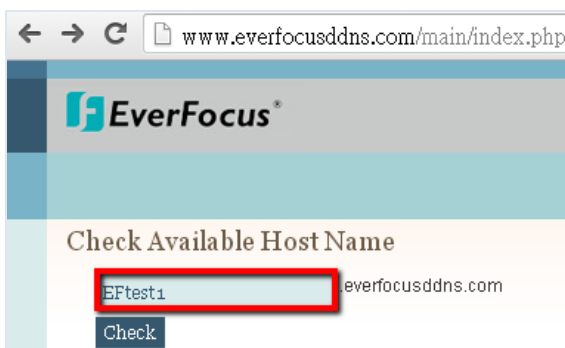 www.everfocusddns.com/main/index.php
EverFocus®
Check Available Host Name
EFtest1 .everfocusddns.com
Check